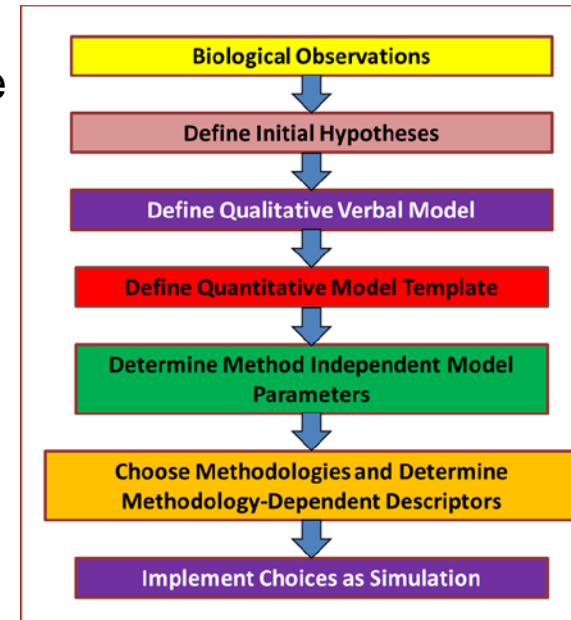 e
Biological Observations
Define Initial Hypotheses
Define Qualitative Verbal Model
Define Quantitative Model Template
Determine Method Independent Model
Parameters
Choose Methodologies and Determine
Methodology-Dependent Descriptors
Implement Choices as Simulation